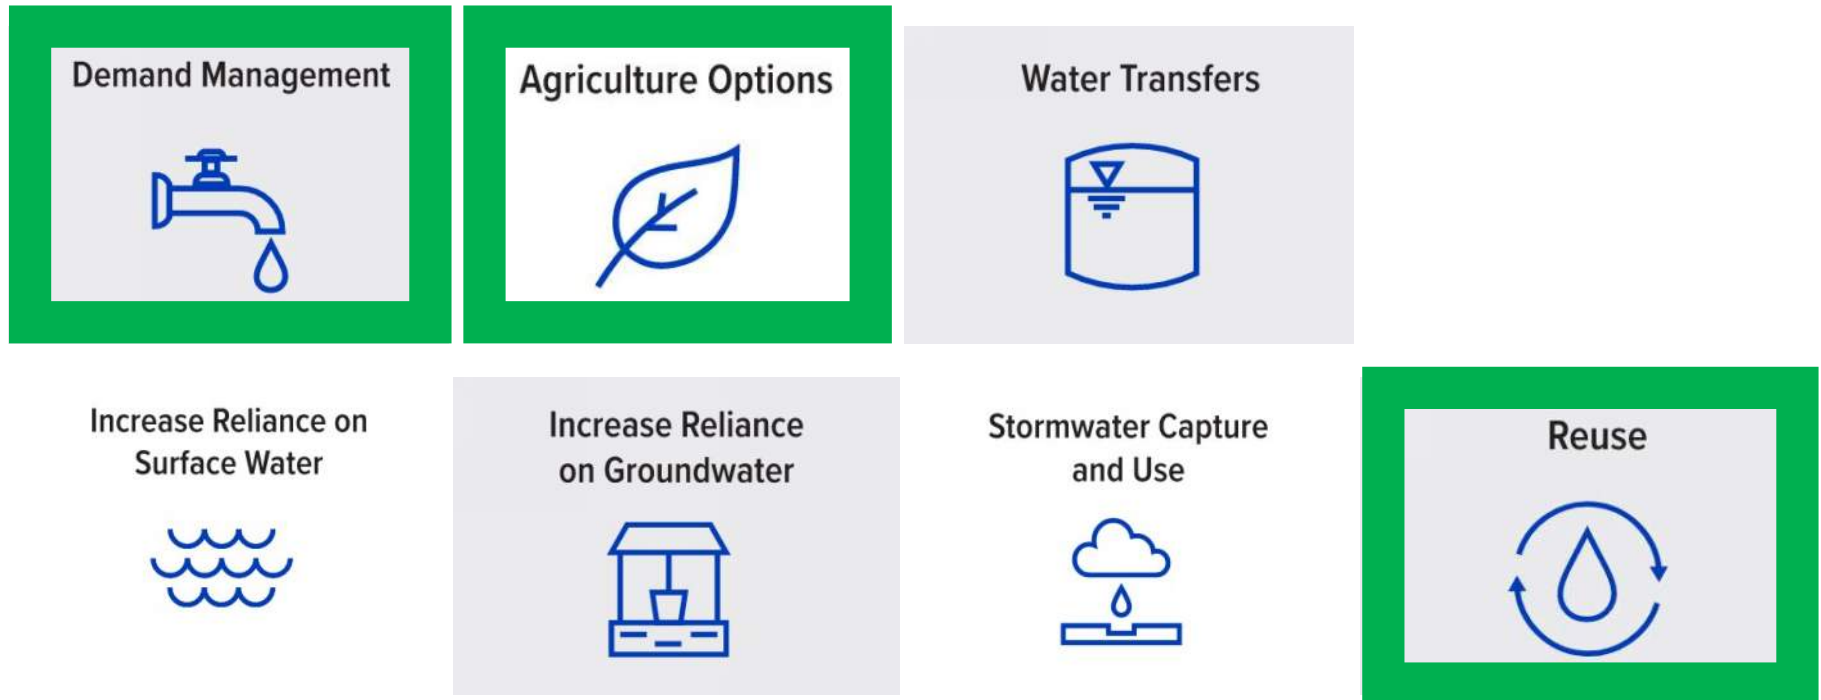 Demand Management
Agriculture Options
Water Transfers
Increase Reliance on
Surface Water
Increase Reliance
on Groundwater
Stormwater Capture
and Use
Reuse